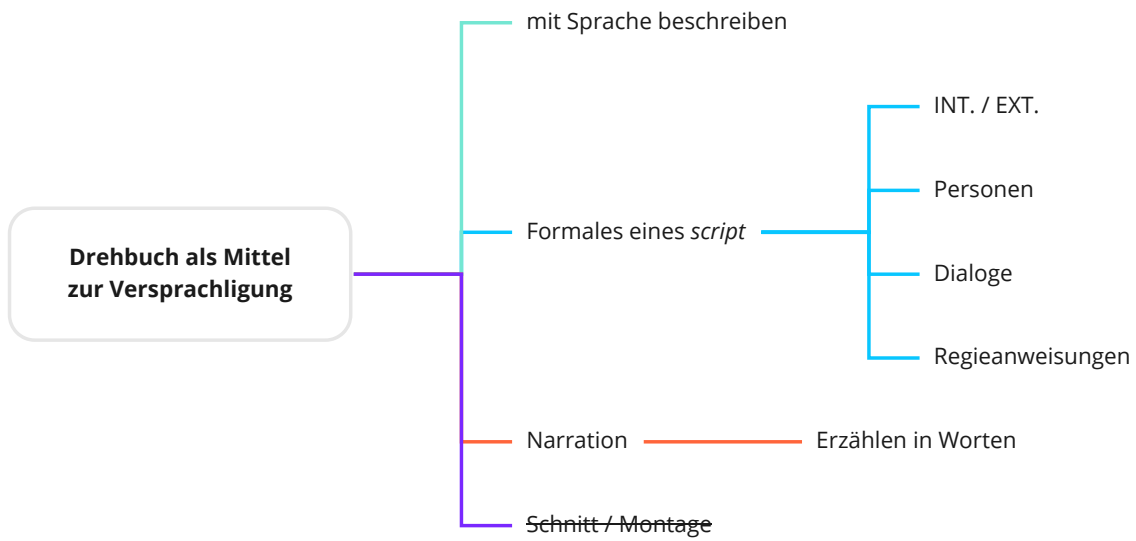 mit Sprache beschreiben
INT. / EXT.
Personen
Formales eines script
Drehbuch als Mittel
zur Versprachligung
Dialoge
Regieanweisungen
Narration
Erzählen in Worten
Schnitt / Montage